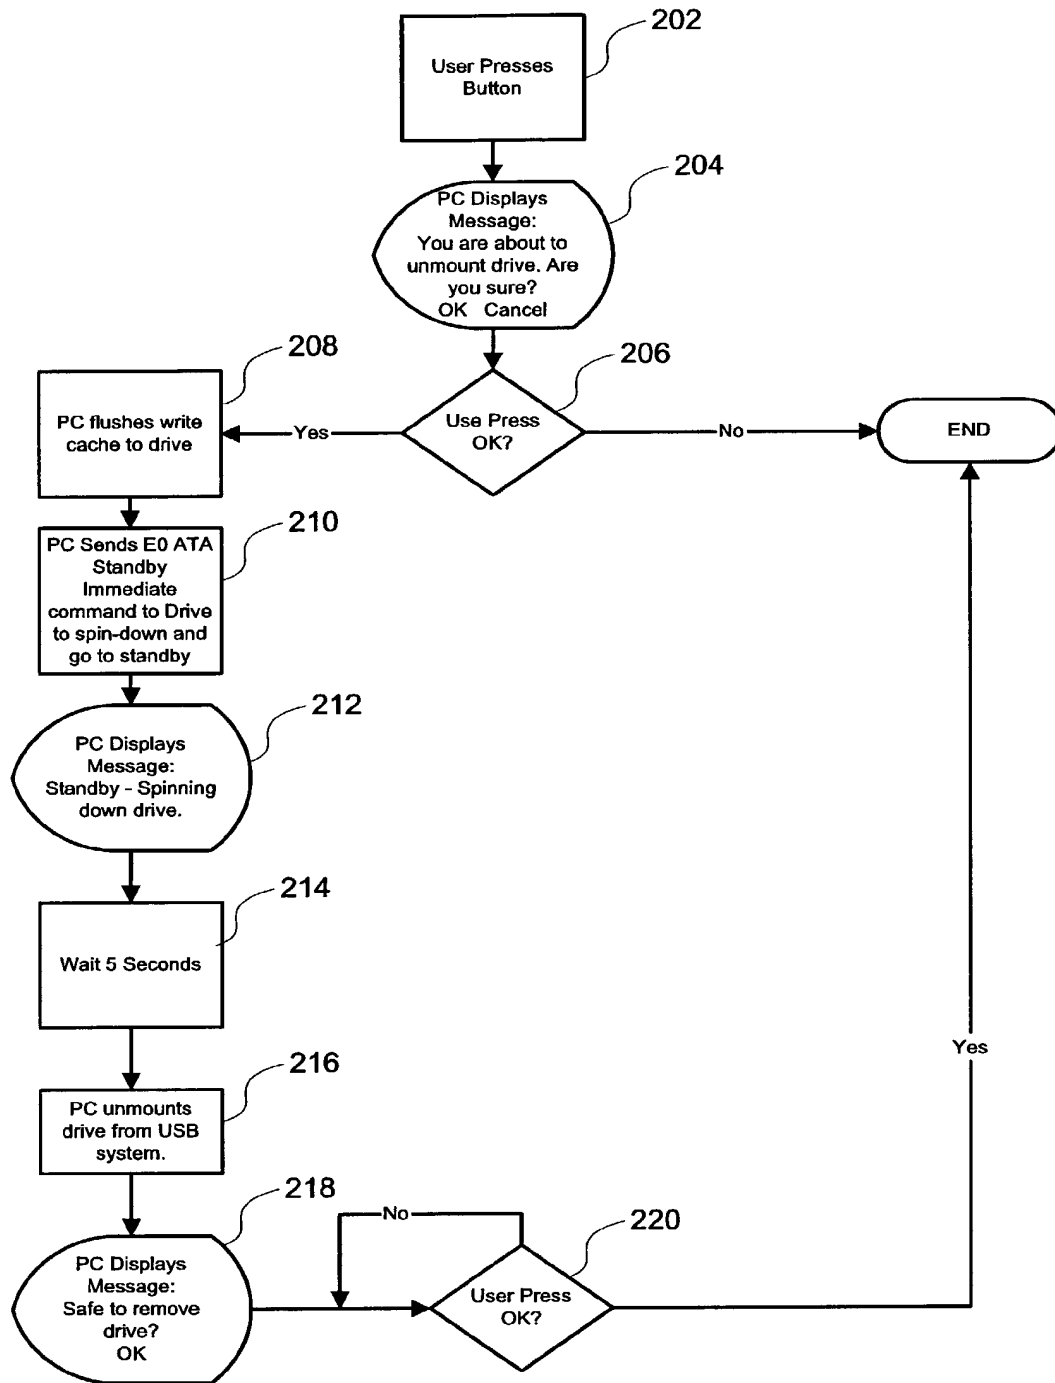 202
User Presses
Button
204
PC Displays
Message:
You are about to
unmount drive. Are
you sure?
OK Cancel
206
Use Press
OK?
Yes
No
END
208
PC flushes write
cache to drive
210
PC Sends E0 ATA
Standby
Immediate
command to Drive
to spin-down and
go to standby
212
PC Displays
Message:
Standby – Spinning
down drive.
214
Wait 5 Seconds
216
PC unmounts
drive from USB
system.
218
PC Displays
Message:
Safe to remove
drive?
OK
No
220
User Press
OK?
Yes